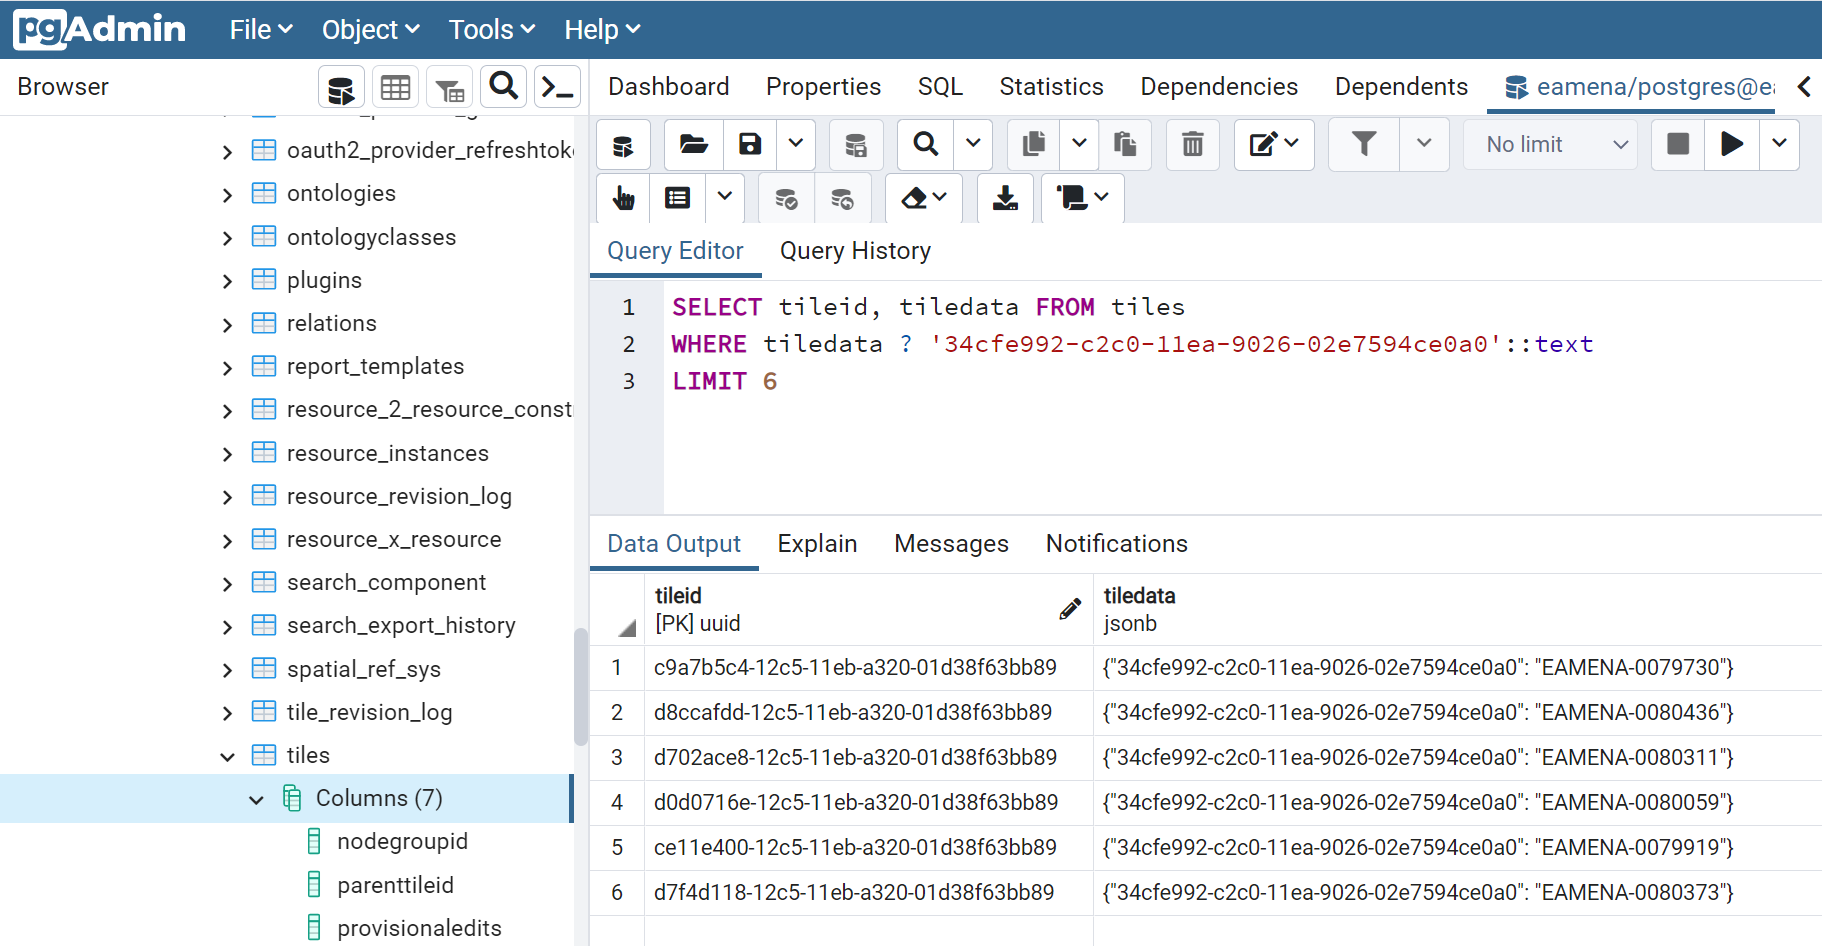 pgAdmin File Object Tools Help
Browser
Dashboard Properties SQL Statistics Dependencies Dependents eamena/postgres@ea
oauth2_provider_refreshtok
ontologies
ontologyclasses
plugins
relations
report_templates
resource_2_resource_const
resource_instances
resource_revision_log
resource_x_resource
search_component
search_export_history
spatial_ref_sys
tile_revision_log
tiles
Columns (7)
nodegroupid
parenttileid
provisionaledits
No limit
Query Editor Query History
1 SELECT tileid, tiledata FROM tiles
2 WHERE tiledata ? '34cfe992-c2c0-11ea-9026-02e7594ce0a0'::text
3 LIMIT 6
Data Output Explain Messages Notifications
tileid tiledata
[PK] uuid jsonb
1 c9a7b5c4-12c5-11eb-a320-01d38f63bb89 {"34cfe992-c2c0-11ea-9026-02e7594ce0a0": "EAMENA-0079730"}
2 d8ccafdd-12c5-11eb-a320-01d38f63bb89 {"34cfe992-c2c0-11ea-9026-02e7594ce0a0": "EAMENA-0080436"}
3 d702ace8-12c5-11eb-a320-01d38f63bb89 {"34cfe992-c2c0-11ea-9026-02e7594ce0a0": "EAMENA-0080311"}
4 d0d0716e-12c5-11eb-a320-01d38f63bb89 {"34cfe992-c2c0-11ea-9026-02e7594ce0a0": "EAMENA-0080059"}
5 ce11e400-12c5-11eb-a320-01d38f63bb89 {"34cfe992-c2c0-11ea-9026-02e7594ce0a0": "EAMENA-0079919"}
6 d7f4d118-12c5-11eb-a320-01d38f63bb89 {"34cfe992-c2c0-11ea-9026-02e7594ce0a0": "EAMENA-0080373"}